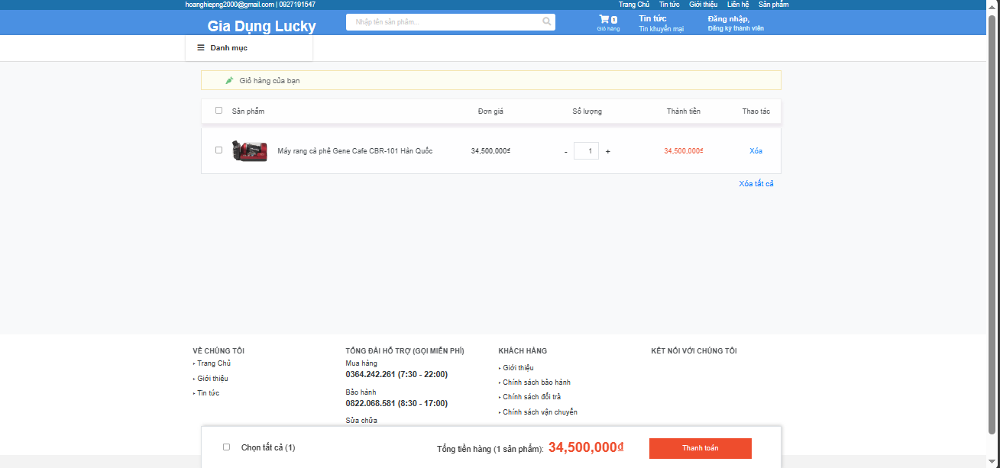 hoanghiepng2000@gmail.com | 0927191547
Trang Chủ Tin tức Giới thiệu Liên hệ Sản phẩm
Gia Dụng Lucky
Nhập tên sản phẩm...
1
Giỏ hàng
Tin tức
Tin khuyến mại
Đăng nhập,
Đăng ký thành viên
Danh mục
Giỏ hàng của bạn
Sản phẩm Đơn giá Số lượng Thành tiền Thao tác
Máy rang cà phê Gene Cafe CBR-101 Hàn Quốc 34,500,000₫ - 1 + 34,500,000₫ Xóa
Xóa tất cả
VỀ CHÚNG TÔI
Trang Chủ
Giới thiệu
Tin tức
TỔNG ĐÀI HỖ TRỢ (GỌI MIỄN PHÍ)
Mua hàng
0364.242.261 (7:30 - 22:00)
Bảo hành
0822.068.581 (8:30 - 17:00)
Sửa chữa
KHÁCH HÀNG
Giới thiệu
Chính sách bảo hành
Chính sách đổi trả
Chính sách vận chuyển
KẾT NỐI VỚI CHÚNG TÔI
Chọn tất cả (1) Tổng tiền hàng (1 sản phẩm): 34,500,000₫ Thanh toán